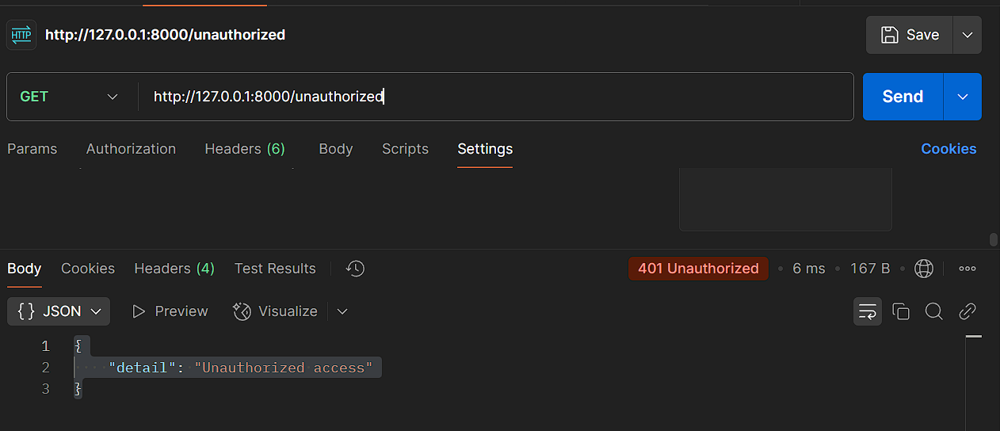 HTTP http://127.0.0.1:8000/unauthorized Save
GET http://127.0.0.1:8000/unauthorized Send
Params Authorization Headers (6) Body Scripts Settings Cookies
Body Cookies Headers (4) Test Results 401 Unauthorized • 6 ms • 167 B •
{} JSON Preview Visualize
1 {
2 "detail": "Unauthorized access"
3 }